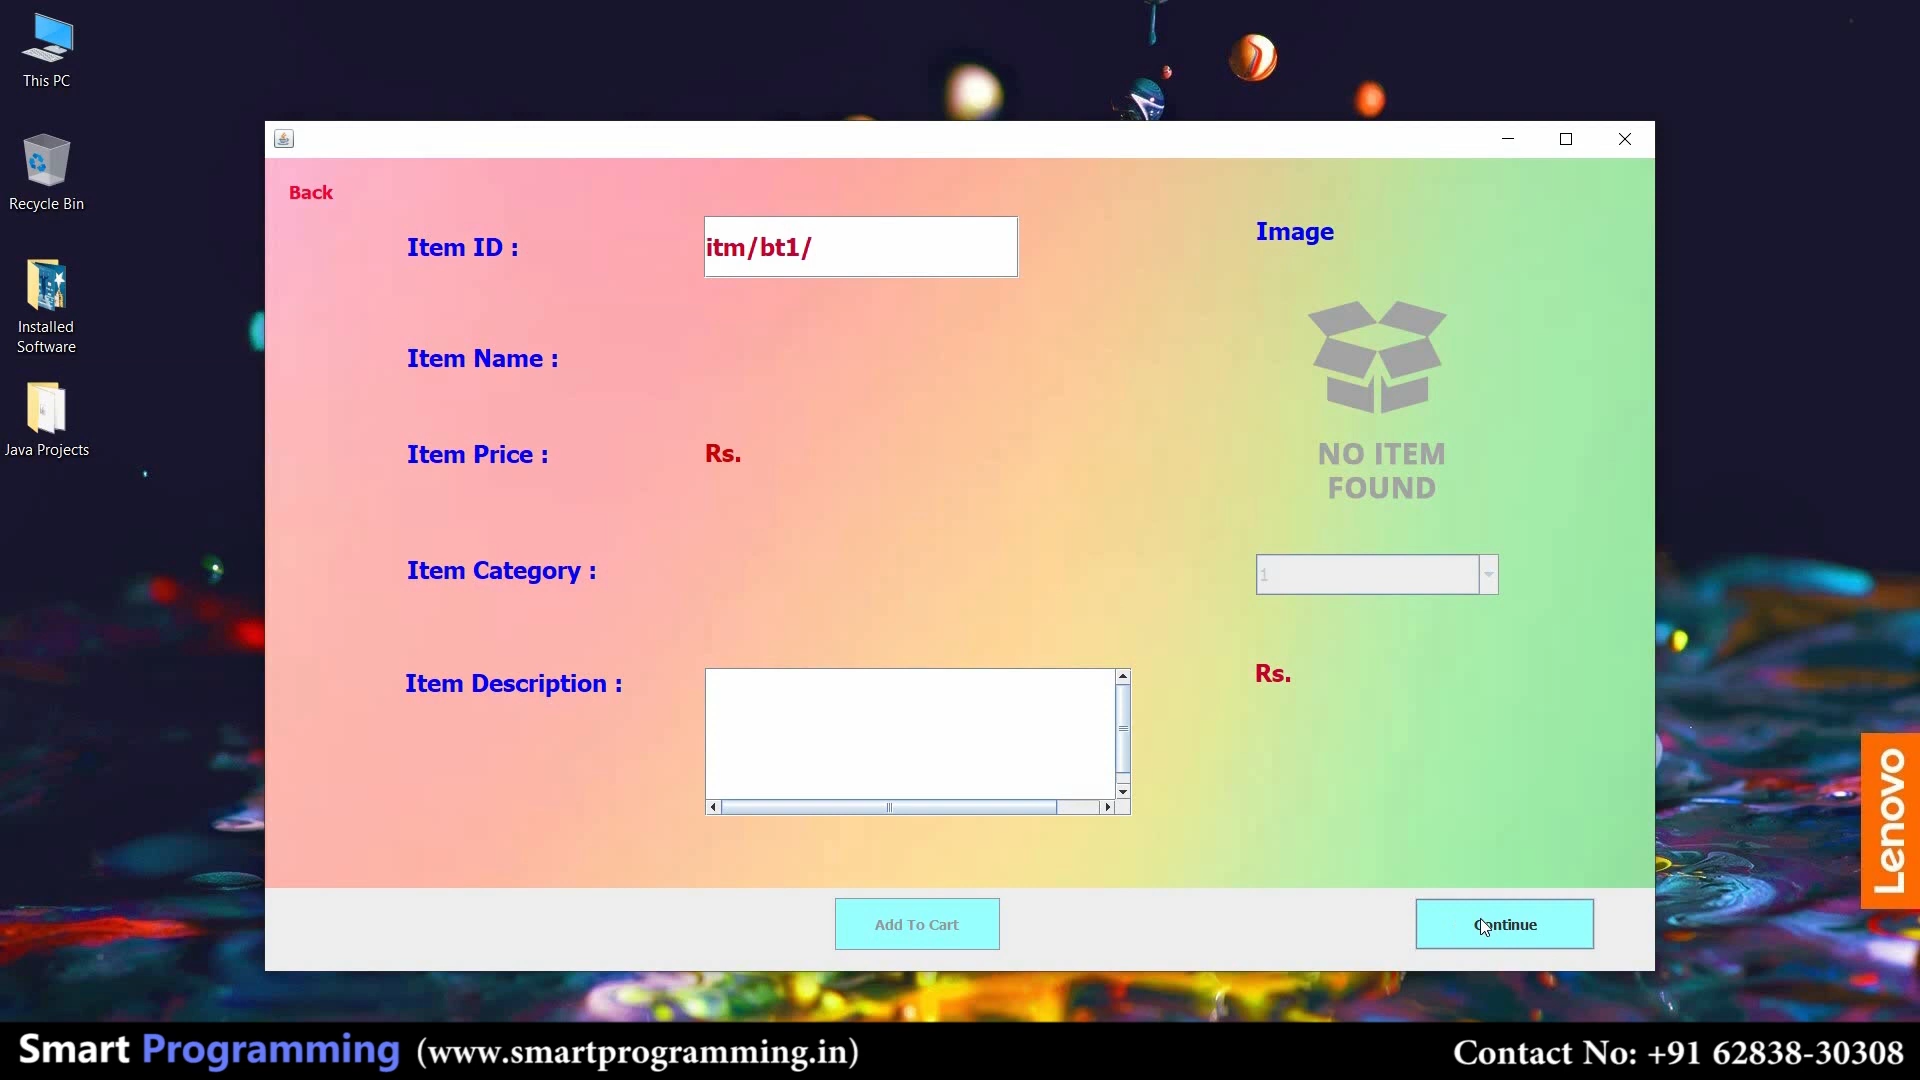 This PC
Recycle Bin
Installed
Software
Java Projects
Back
Item ID :
itm/bt1/
Image
Item Name :
NO ITEM
FOUND
Item Price :
Rs.
Item Category :
1
Item Description :
Rs.
Add To Cart
Continue
Lenovo
Smart Programming (www.smartprogramming.in)
Contact No: +91 62838-30308